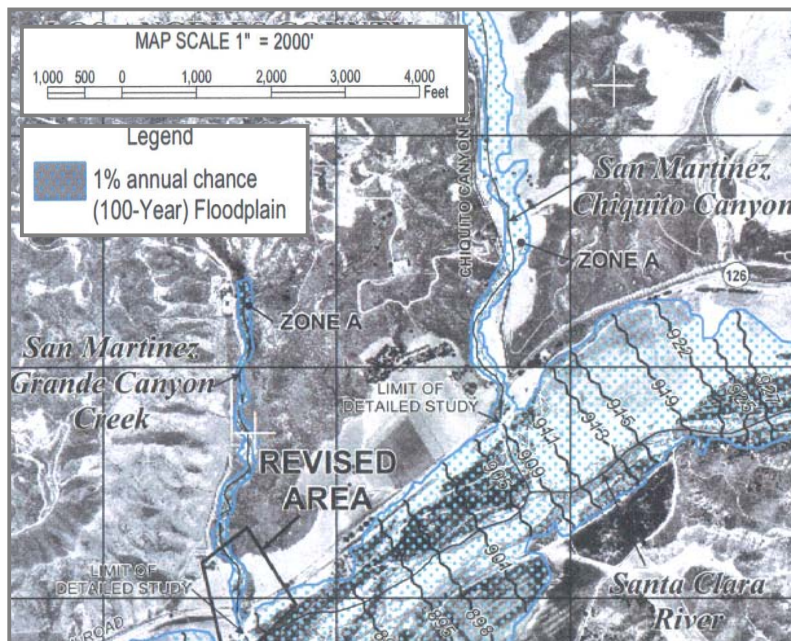 MAP SCALE 1" = 2000'
1,000 500 0 1,000 2,000 3,000 4,000
Feet
Legend
1% annual chance
(100-Year) Floodplain
CHIQUITO CANYON
San Martinez
Chiquito Canyon
ZONE A
126
ZONE A
San Martinez
Grande Canyon
Creek
LIMIT OF
DETAILED STUDY
922
919
915
913
911
909
REVISED
AREA
901
898
LIMIT OF
DETAILED STUDY
Santa Clara
River
ROAD